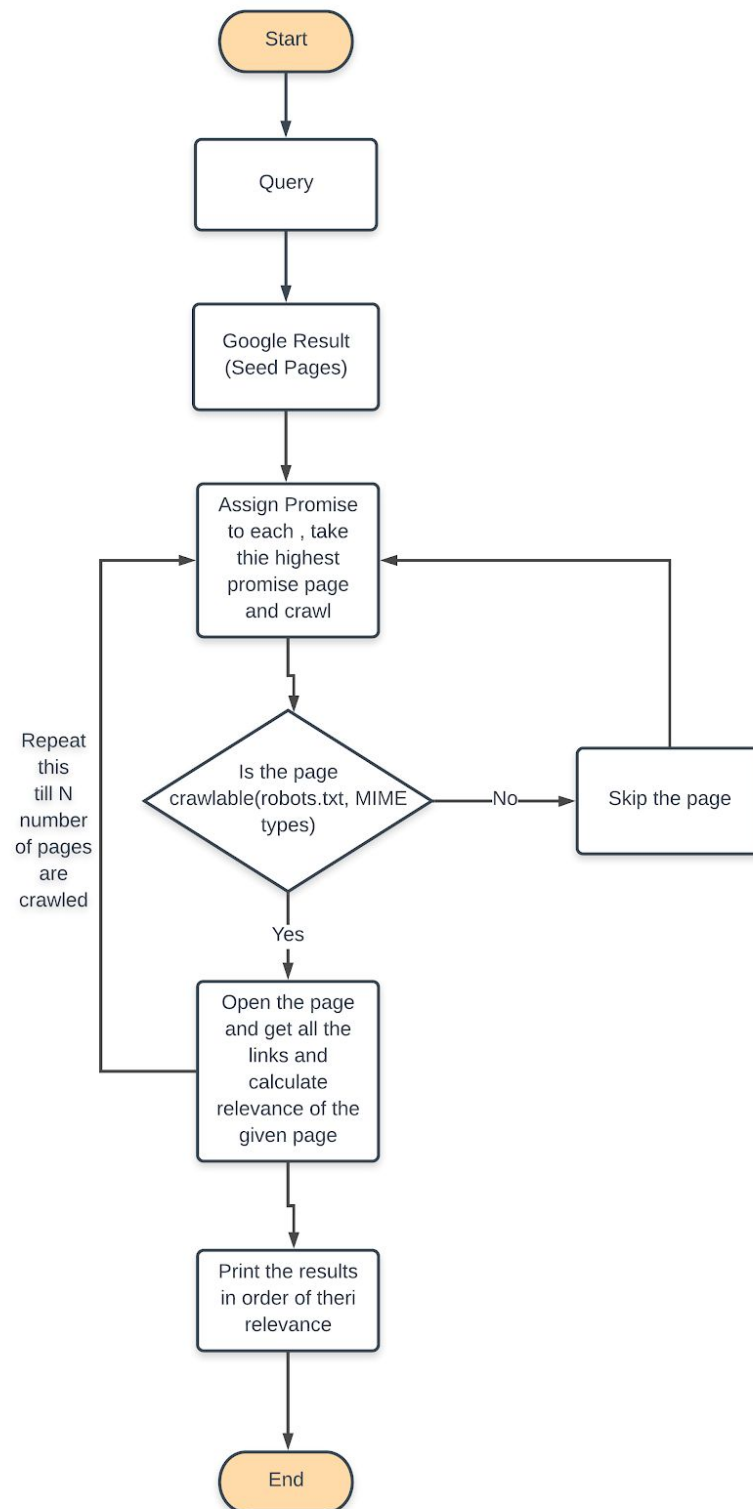 Start
Query
Google Result
(Seed Pages)
Assign Promise
to each , take
thie highest
promise page
and crawl
Repeat
this
till N
number
of pages
are
crawled
Is the page
crawlable(robots.txt, MIME
types)
No
Skip the page
Yes
Open the page
and get all the
links and
calculate
relevance of the
given page
Print the results
in order of theri
relevance
End